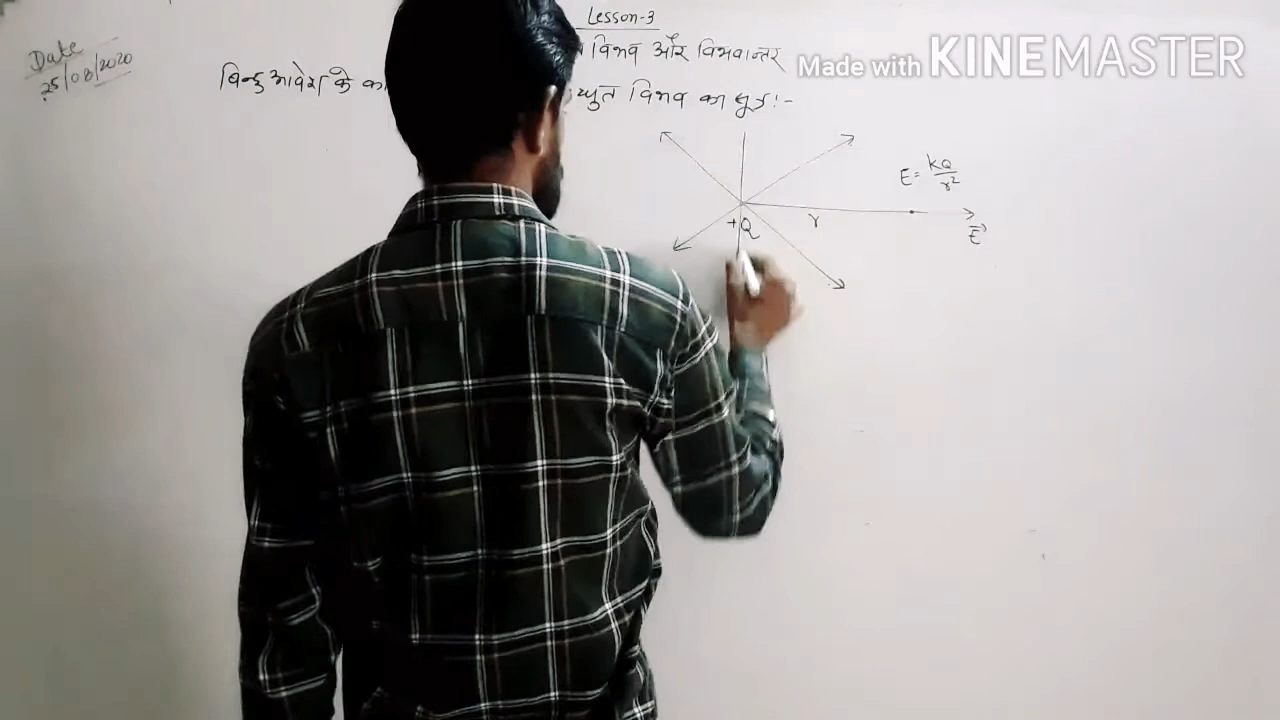 Lesson-3
Date
25/08/2020
विभव और विभवान्तर
Made with KINEMASTER
बिन्दु आवेश के का
द्युत विभव का सूत्र :-
E = kQ/r²
+Q
r
E⃗